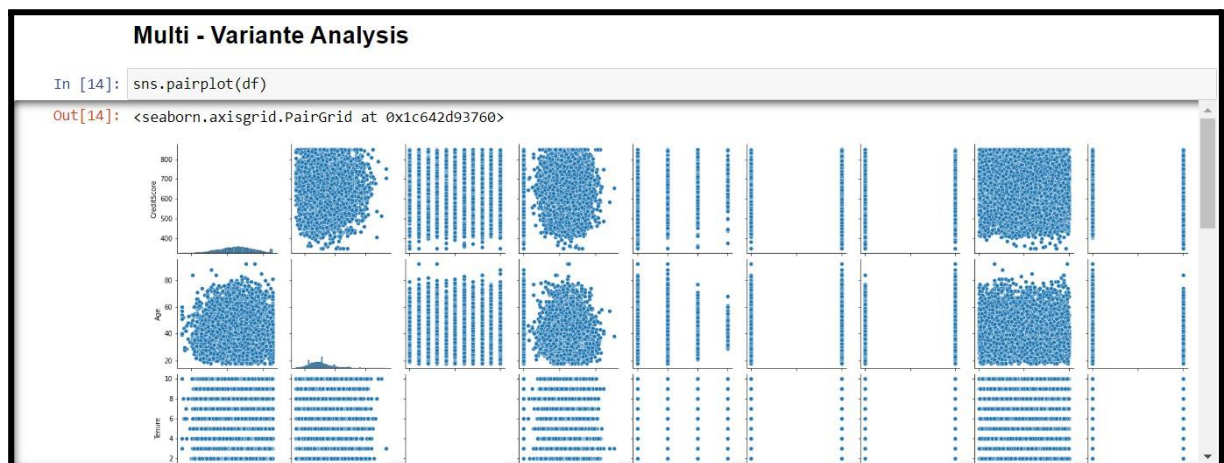 Multi - Variante Analysis
In [14]: sns.pairplot(df)
Out[14]: <seaborn.axisgrid.PairGrid at 0x1c642d93760>
800
700
600
500
400
CreditScore
80
60
40
20
Age
10
8
6
4
2
Tenure